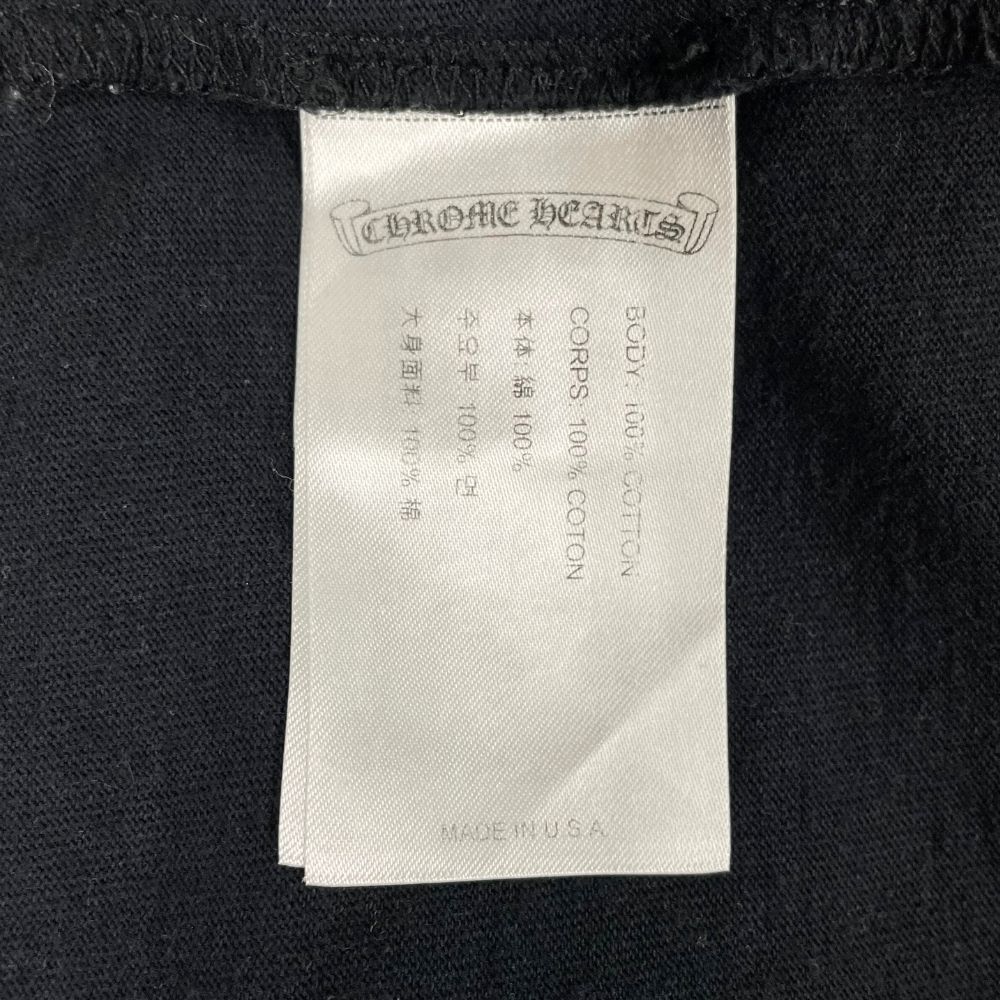 CHROME HEARTS
BODY: 100% COTTON
CORPS: 100% COTON
本体 綿 100%
주요부 100% 면
大身面料 100% 棉
MADE IN U.S.A.